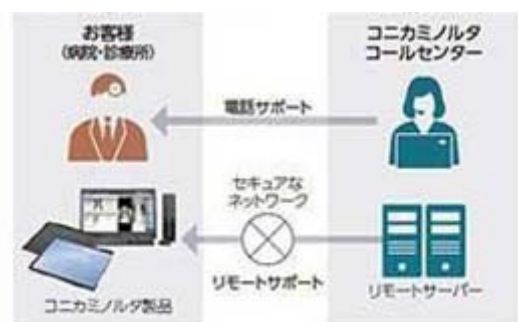 お客様
(病院・診療所)
コニカミノルタ
コールセンター
電話サポート
セキュアな
ネットワーク
リモートサポート
コニカミノルタ製品
リモートサーバー